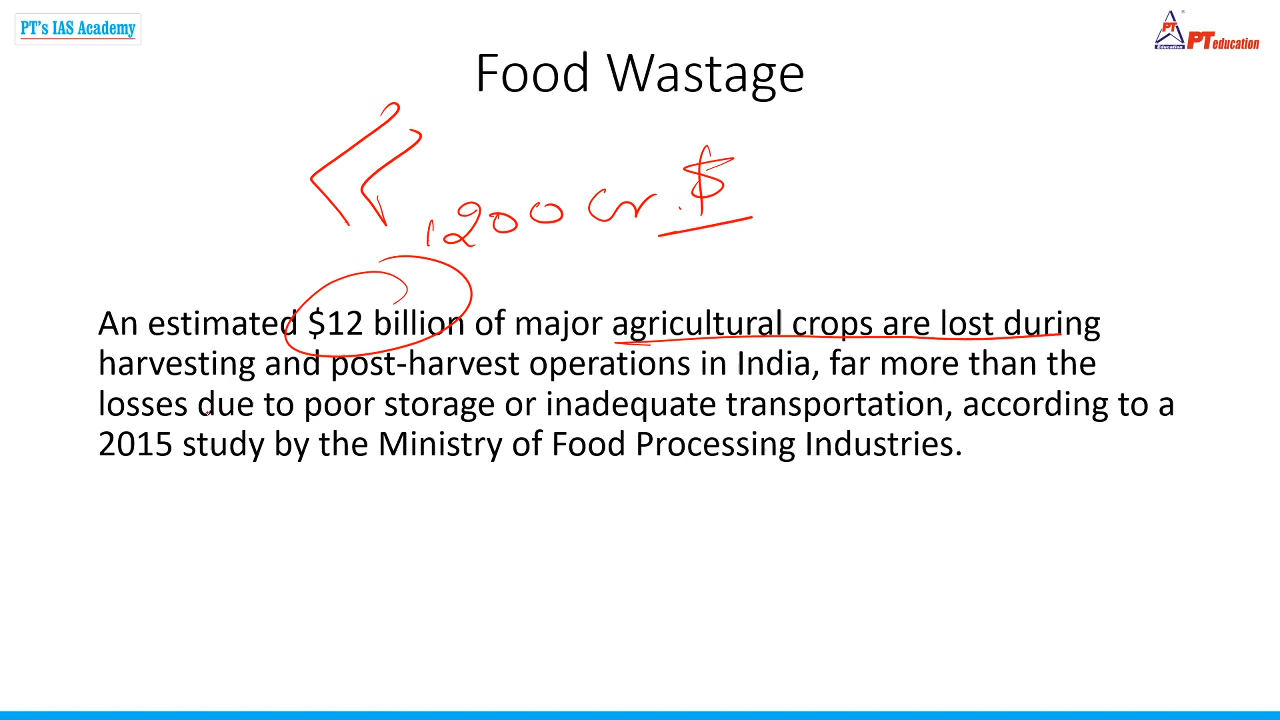 PT's IAS Academy
PT
Education
PT education
Food Wastage
1200 cr. $
An estimated $12 billion of major agricultural crops are lost during
harvesting and post-harvest operations in India, far more than the
losses due to poor storage or inadequate transportation, according to a
2015 study by the Ministry of Food Processing Industries.